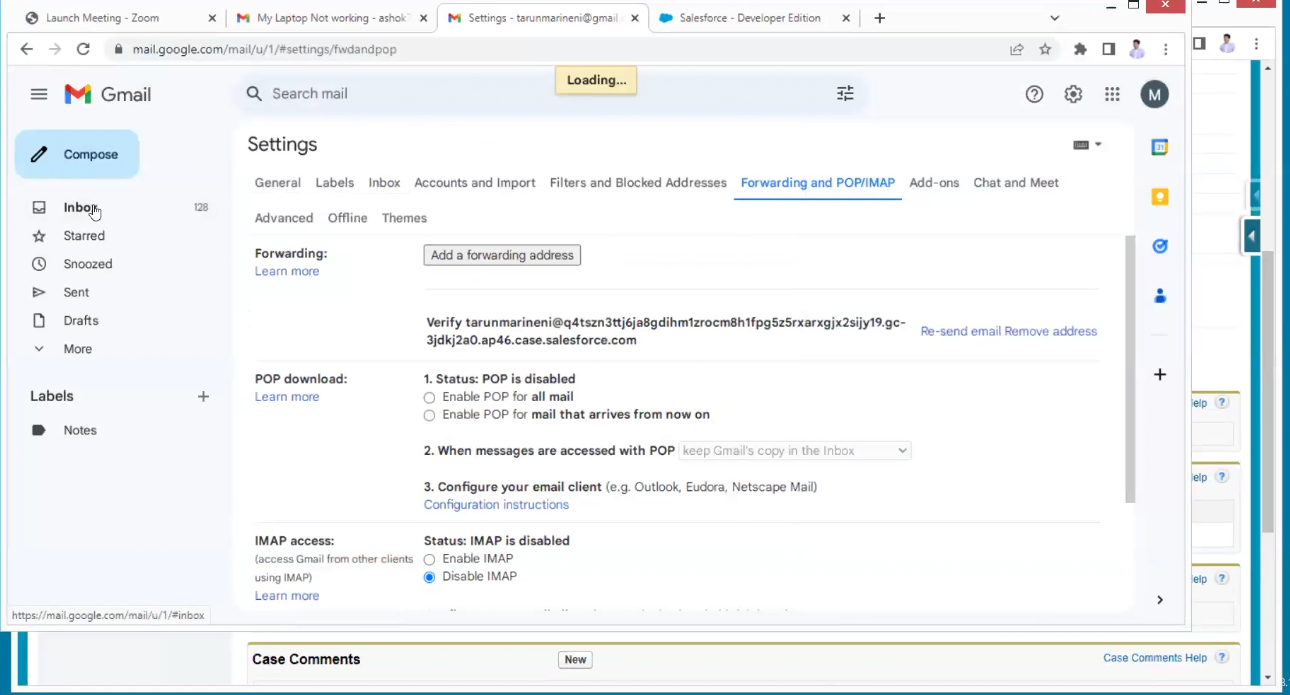 Launch Meeting - Zoom
My Laptop Not working - ashok
Settings - tarunmarineni@gmail.
Salesforce - Developer Edition
mail.google.com/mail/u/1/#settings/fwdandpop
Loading...
Gmail
Search mail
M
Compose
Inbox
128
Starred
Snoozed
Sent
Drafts
More
Labels
Notes
Settings
General
Labels
Inbox
Accounts and Import
Filters and Blocked Addresses
Forwarding and POP/IMAP
Add-ons
Chat and Meet
Advanced
Offline
Themes
Forwarding:
Learn more
Add a forwarding address
Verify tarunmarineni@q4tszn3ttj6ja8gdihm1zrocm8h1fpg5z5rxarxgjx2sijy19.gc-
3jdkj2a0.ap46.case.salesforce.com
Re-send email Remove address
POP download:
Learn more
1. Status: POP is disabled
Enable POP for all mail
Enable POP for mail that arrives from now on
2. When messages are accessed with POP
keep Gmail's copy in the Inbox
3. Configure your email client (e.g. Outlook, Eudora, Netscape Mail)
Configuration instructions
IMAP access:
(access Gmail from other clients
using IMAP)
Learn more
Status: IMAP is disabled
Enable IMAP
Disable IMAP
31
elp ?
elp ?
elp ?
https://mail.google.com/mail/u/1/#inbox
Case Comments
New
Case Comments Help ?